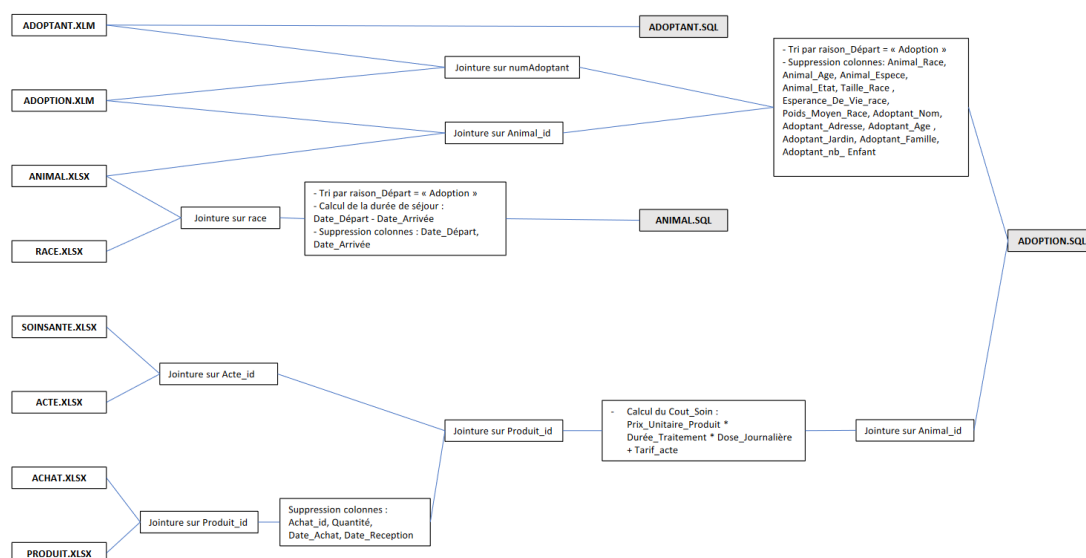 ADOPTANT.XLM
ADOPTANT.SQL
Jointure sur numAdoptant
- Tri par raison_Départ = « Adoption »
- Suppression colonnes: Animal_Race,
Animal_Age, Animal_Espece,
Animal_Etat, Taille_Race ,
Esperance_De_Vie_race,
Poids_Moyen_Race, Adoptant_Nom,
Adoptant_Adresse, Adoptant_Age ,
Adoptant_Jardin, Adoptant_Famille,
Adoptant_nb_ Enfant
ADOPTION.XLM
Jointure sur Animal_id
ANIMAL.XLSX
Jointure sur race
- Tri par raison_Départ = « Adoption »
- Calcul de la durée de séjour :
Date_Départ - Date_Arrivée
- Suppression colonnes : Date_Départ,
Date_Arrivée
ANIMAL.SQL
RACE.XLSX
ADOPTION.SQL
SOINSANTE.XLSX
Jointure sur Acte_id
ACTE.XLSX
Jointure sur Produit_id
- Calcul du Cout_Soin :
Prix_Unitaire_Produit *
Durée_Traitement * Dose_Journalière
+ Tarif_acte
Jointure sur Animal_id
ACHAT.XLSX
Jointure sur Produit_id
Suppression colonnes :
Achat_id, Quantité,
Date_Achat, Date_Reception
PRODUIT.XLSX